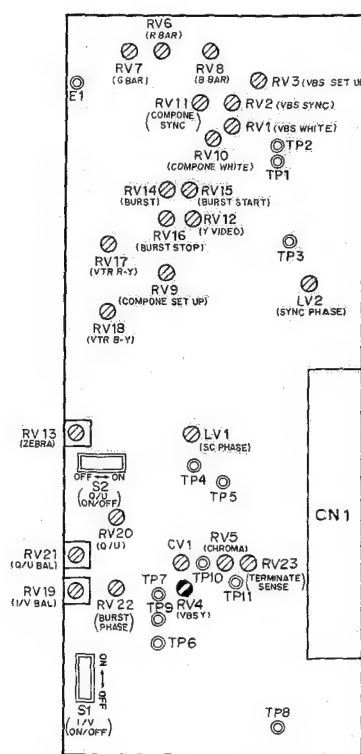 RV6
(R BAR)
RV7
(G BAR)
RV8
(B BAR)
E1
RV3 (VBS SET UP
RV11
(COMPONE
SYNC)
RV2 (VBS SYNC)
RV1 (VBS WHITE)
RV10
(COMPONE WHITE)
TP2
TP1
RV14
(BURST)
RV15
(BURST START)
RV16
(BURST STOP)
RV12
(Y VIDEO)
RV17
(VTR R-Y)
TP3
RV9
(COMPONE SET UP)
LV2
(SYNC PHASE)
RV18
(VTR B-Y)
RV13
(ZEBRA)
LV1
(SC PHASE)
OFF ↔ ON
S2
(Q/U
ON/OFF)
TP4
TP5
CN1
RV20
(Q/U)
RV21
(Q/U BAL)
CV1
RV5
(CHROMA)
TP10
RV23
(TERMINATE
SENSE)
RV19
(I/V BAL)
RV22
(BURST
PHASE)
TP7
TP9
RV4
(VBS Y)
TP11
TP6
ON ↔ OFF
S1
(I/V
ON/OFF)
TP8